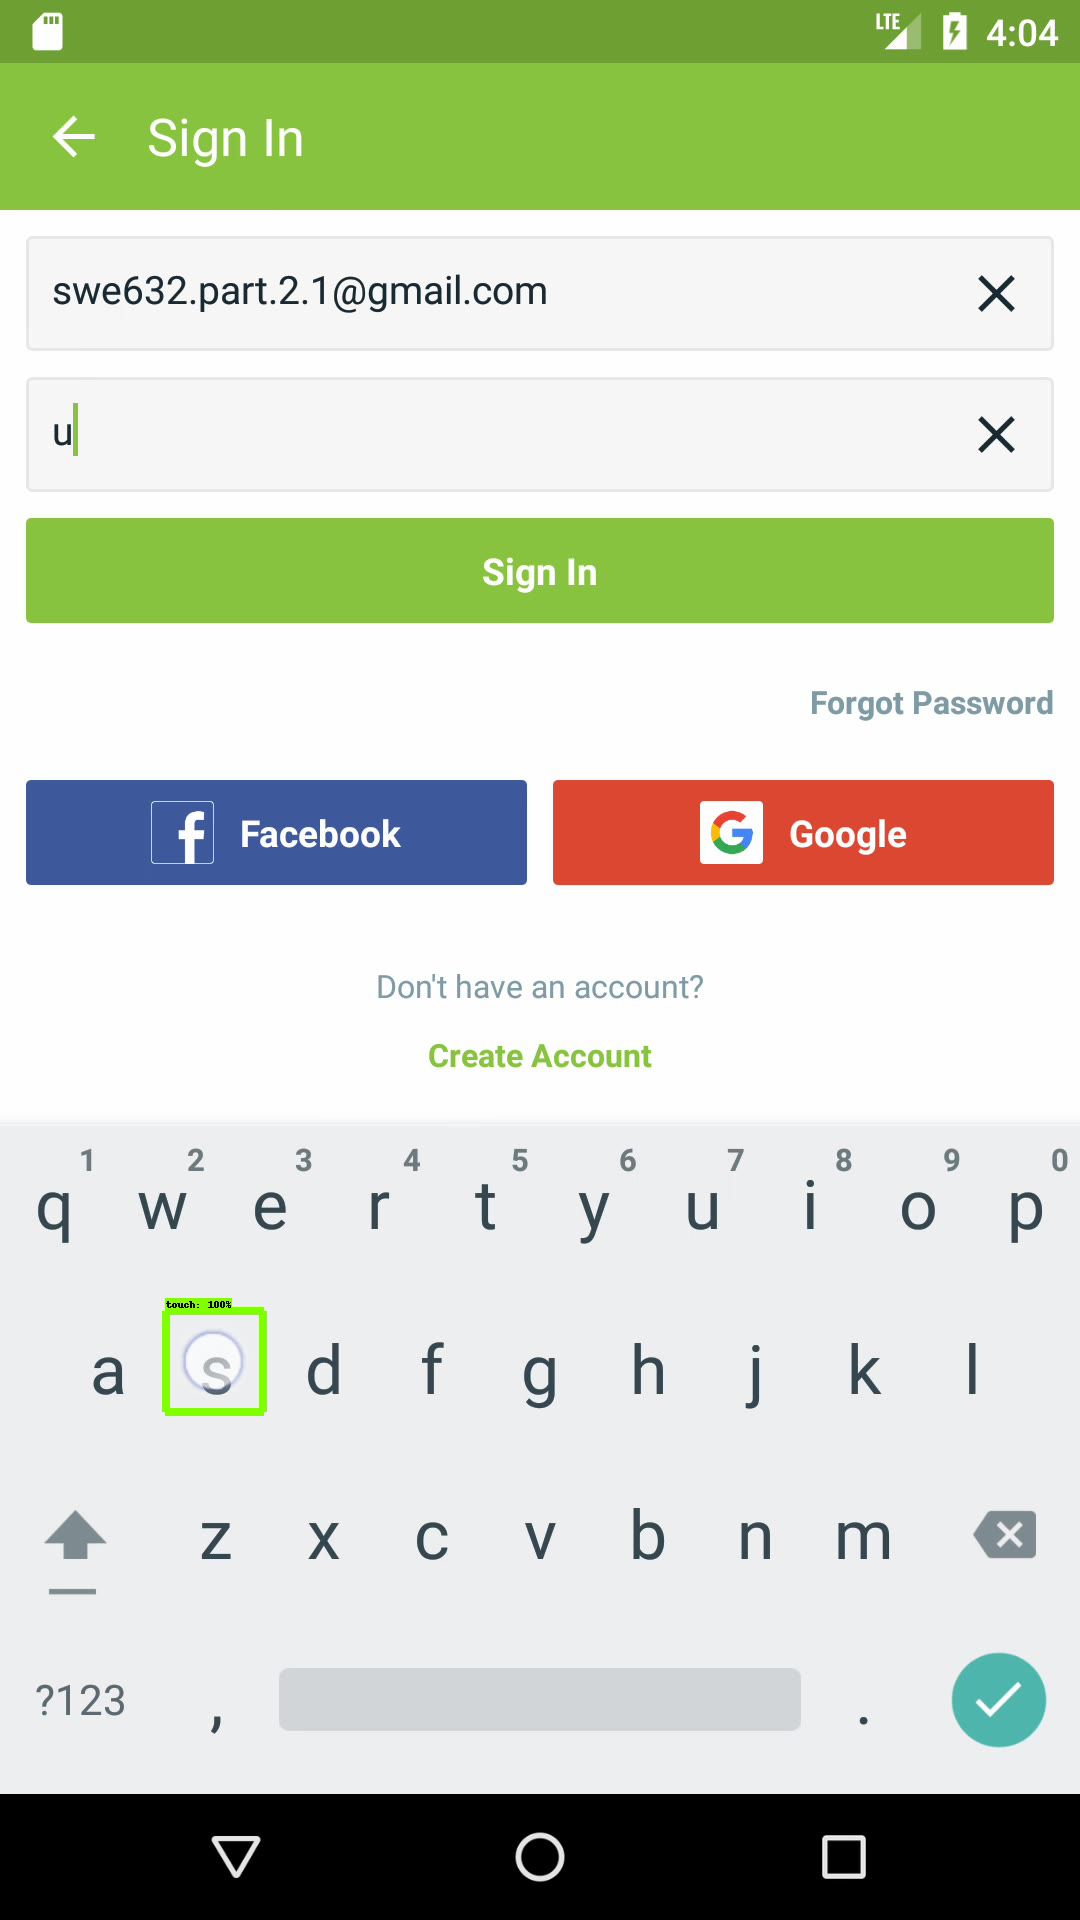 LTE 4:04
Sign In
swe632.part.2.1@gmail.com
u
Sign In
Forgot Password
f Facebook G Google
Don't have an account?
Create Account
1 2 3 4 5 6 7 8 9 0
q w e r t y u i o p
touch: 100%
a s d f g h j k l
z x c v b n m
?123 , .